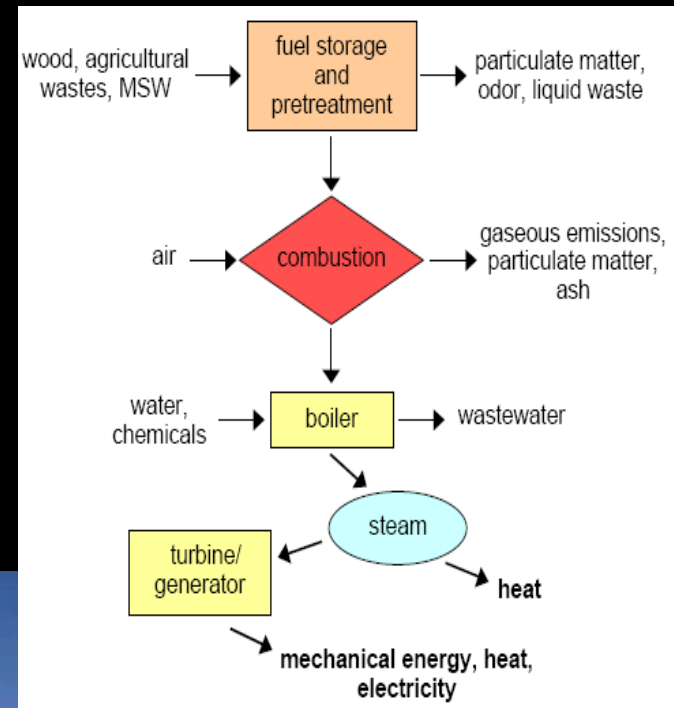 wood, agricultural
wastes, MSW
fuel storage
and
pretreatment
particulate matter,
odor, liquid waste
air
combustion
gaseous emissions,
particulate matter,
ash
water,
chemicals
boiler
wastewater
steam
turbine/
generator
heat
mechanical energy, heat,
electricity